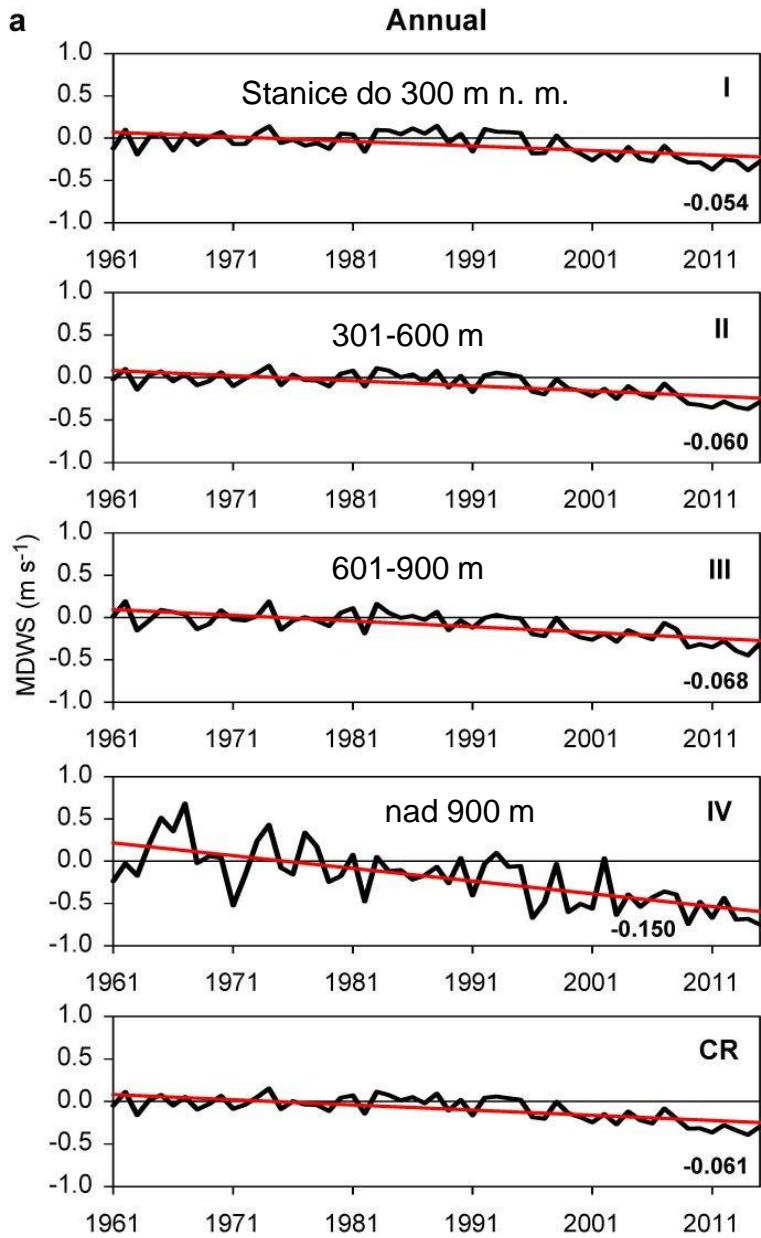 a
Annual
1.0
0.5
0.0
-0.5
-1.0
Stanice do 300 m n. m.
I
-0.054
1961 1971 1981 1991 2001 2011
1.0
0.5
0.0
-0.5
-1.0
301-600 m
II
-0.060
1961 1971 1981 1991 2001 2011
MDWS (m s⁻¹)
1.0
0.5
0.0
-0.5
-1.0
601-900 m
III
-0.068
1961 1971 1981 1991 2001 2011
1.0
0.5
0.0
-0.5
-1.0
nad 900 m
IV
-0.150
1961 1971 1981 1991 2001 2011
1.0
0.5
0.0
-0.5
-1.0
CR
-0.061
1961 1971 1981 1991 2001 2011